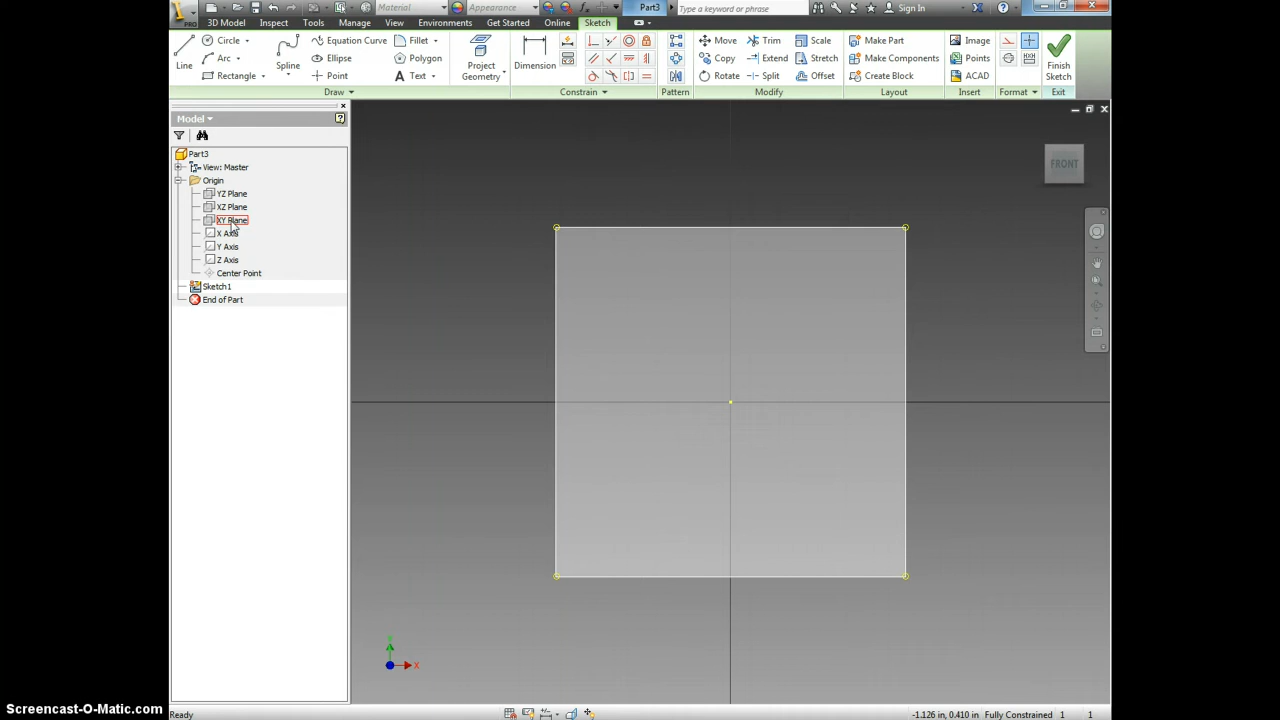 PRO
Material
Appearance
Part3
Type a keyword or phrase
Sign In
3D Model
Inspect
Tools
Manage
View
Environments
Get Started
Online
Sketch
Line
Circle
Arc
Rectangle
Spline
Equation Curve
Ellipse
Point
Fillet
Polygon
Text
Project
Geometry
Dimension
Move
Copy
Rotate
Trim
Extend
Split
Scale
Stretch
Offset
Make Part
Make Components
Create Block
Image
Points
ACAD
Finish
Sketch
Draw
Constrain
Pattern
Modify
Layout
Insert
Format
Exit
Model
Part3
View: Master
Origin
YZ Plane
XZ Plane
XY Plane
X Axis
Y Axis
Z Axis
Center Point
Sketch1
End of Part
FRONT
X
Screencast-O-Matic.com
Ready
-1.126 in, 0.410 in Fully Constrained 1 1